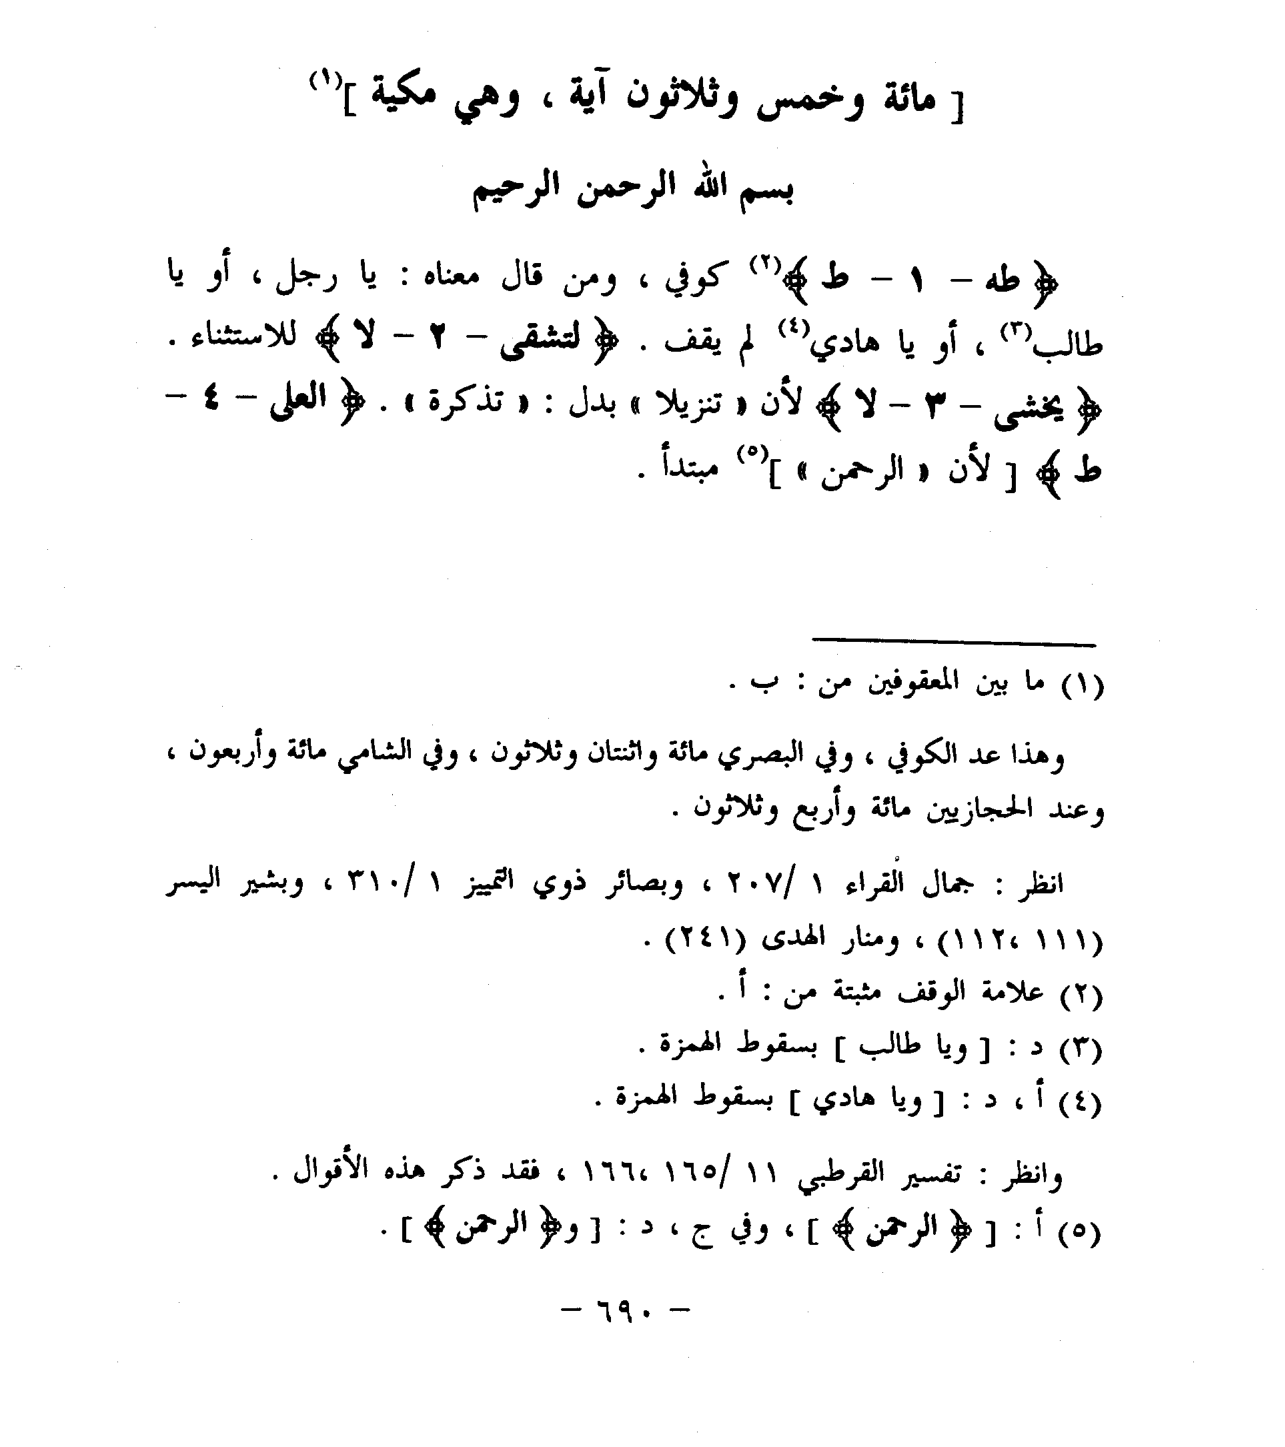 [ مائة وخمس وثلاثون آية ، وهي مكية ](١)
بسم الله الرحمن الرحيم
﴿ طه – ١ – ط ﴾(٢) كوفي ، ومن قال معناه : يا رجل ، أو يا
طالب(٣) ، أو يا هادي(٤) لم يقف . ﴿ لتشقى – ٢ – لا ﴾ للاستثناء .
﴿ يخشى – ٣ – لا ﴾ لأن « تنزيلا » بدل : « تذكرة » . ﴿ العلى – ٤ –
ط ﴾ [ لأن « الرحمن » ](٥) مبتدأ .
(١) ما بين المعقوفين من : ب .
وهذا عد الكوفي ، وفي البصري مائة واثنتان وثلاثون ، وفي الشامي مائة وأربعون ،
وعند الحجازيين مائة وأربع وثلاثون .
انظر : جمال القراء ١ /٢٠٧ ، وبصائر ذوي التمييز ١ /٣١٠ ، وبشير اليسر
(١١١ ،١١٢) ، ومنار الهدى (٢٤١) .
(٢) علامة الوقف مثبتة من : أ .
(٣) د : [ ويا طالب ] بسقوط الهمزة .
(٤) أ ، د : [ ويا هادي ] بسقوط الهمزة .
وانظر : تفسير القرطبي ١١ /١٦٥ ،١٦٦ ، فقد ذكر هذه الأقوال .
(٥) أ : [ ﴿ الرحمن ﴾ ] ، وفي ج ، د : [ و﴿ الرحمن ﴾ ] .
– ٦٩٠ –